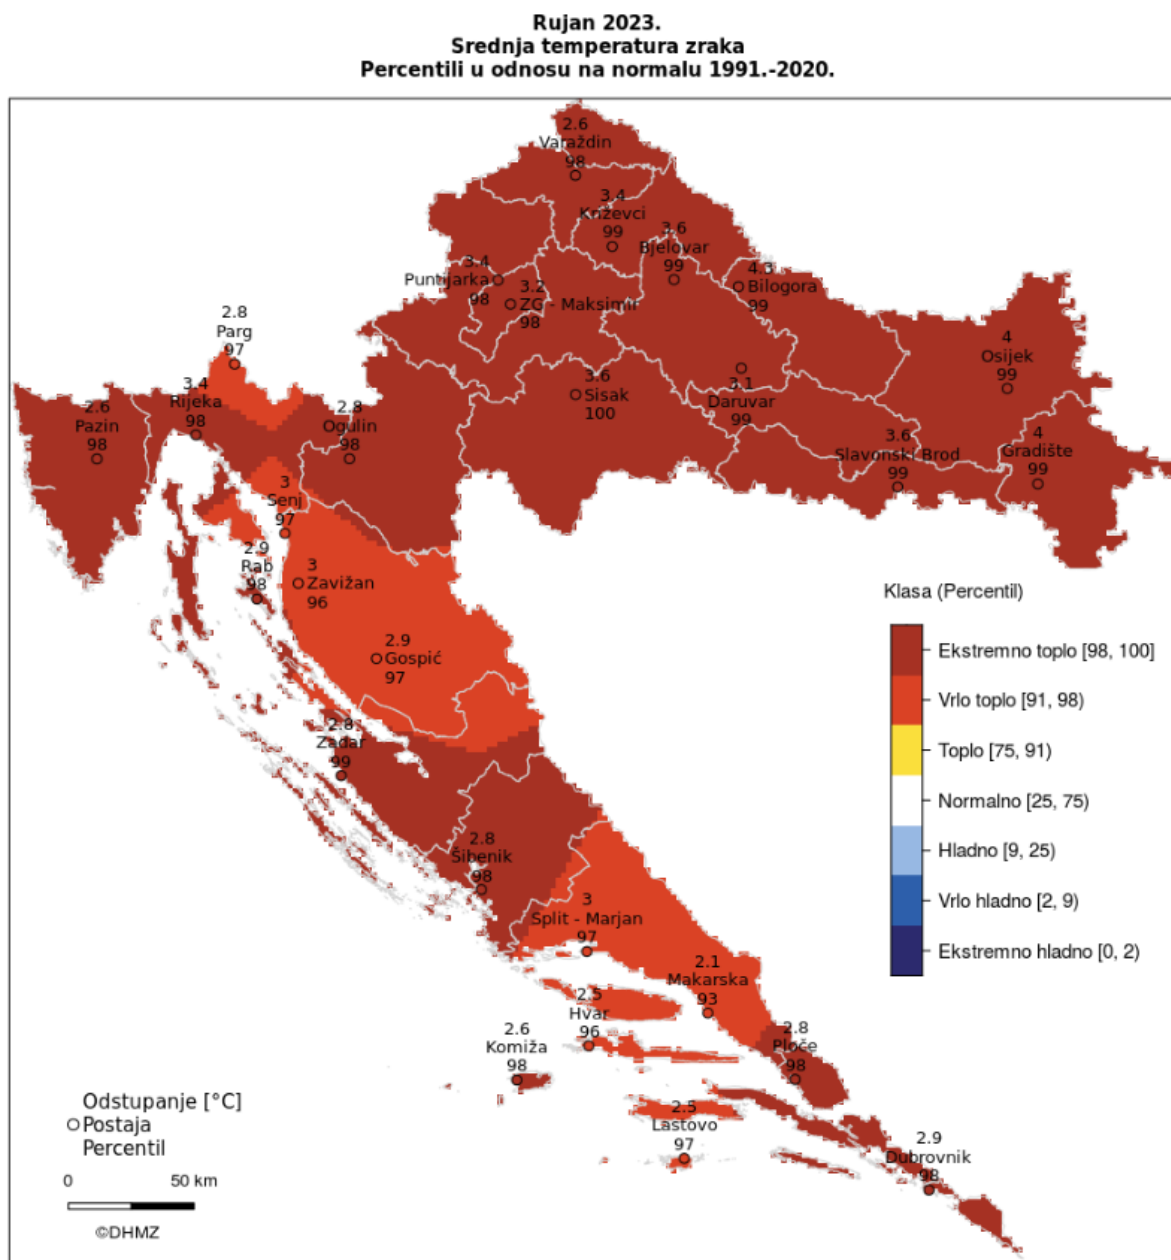 Rujan 2023.
Srednja temperatura zraka
Percentili u odnosu na normalu 1991.-2020.
2.6
Varaždin
98
3.4
Križevci
99
3.6
Bjelovar
99
3.4
Puntijarka
98
3.2
ZG - Maksimir
98
4.3
Bilogora
99
2.8
Parg
97
4
Osijek
99
3.4
Rijeka
98
2.6
Pazin
98
2.8
Ogulin
98
3.6
Sisak
100
3.1
Daruvar
99
3.6
Slavonski Brod
99
4
Gradište
99
3
Senj
97
2.9
Rab
98
3
Zavižan
96
2.9
Gospić
97
2.8
Zadar
99
2.8
Šibenik
98
3
Split - Marjan
97
2.1
Makarska
93
2.5
Hvar
96
2.6
Komiža
98
2.8
Ploče
98
2.5
Lastovo
97
2.9
Dubrovnik
98
Klasa (Percentil)
Ekstremno toplo [98, 100]
Vrlo toplo [91, 98)
Toplo [75, 91)
Normalno [25, 75)
Hladno [9, 25)
Vrlo hladno [2, 9)
Ekstremno hladno [0, 2)
Odstupanje [°C]
Postaja
Percentil
0 50 km
©DHMZ